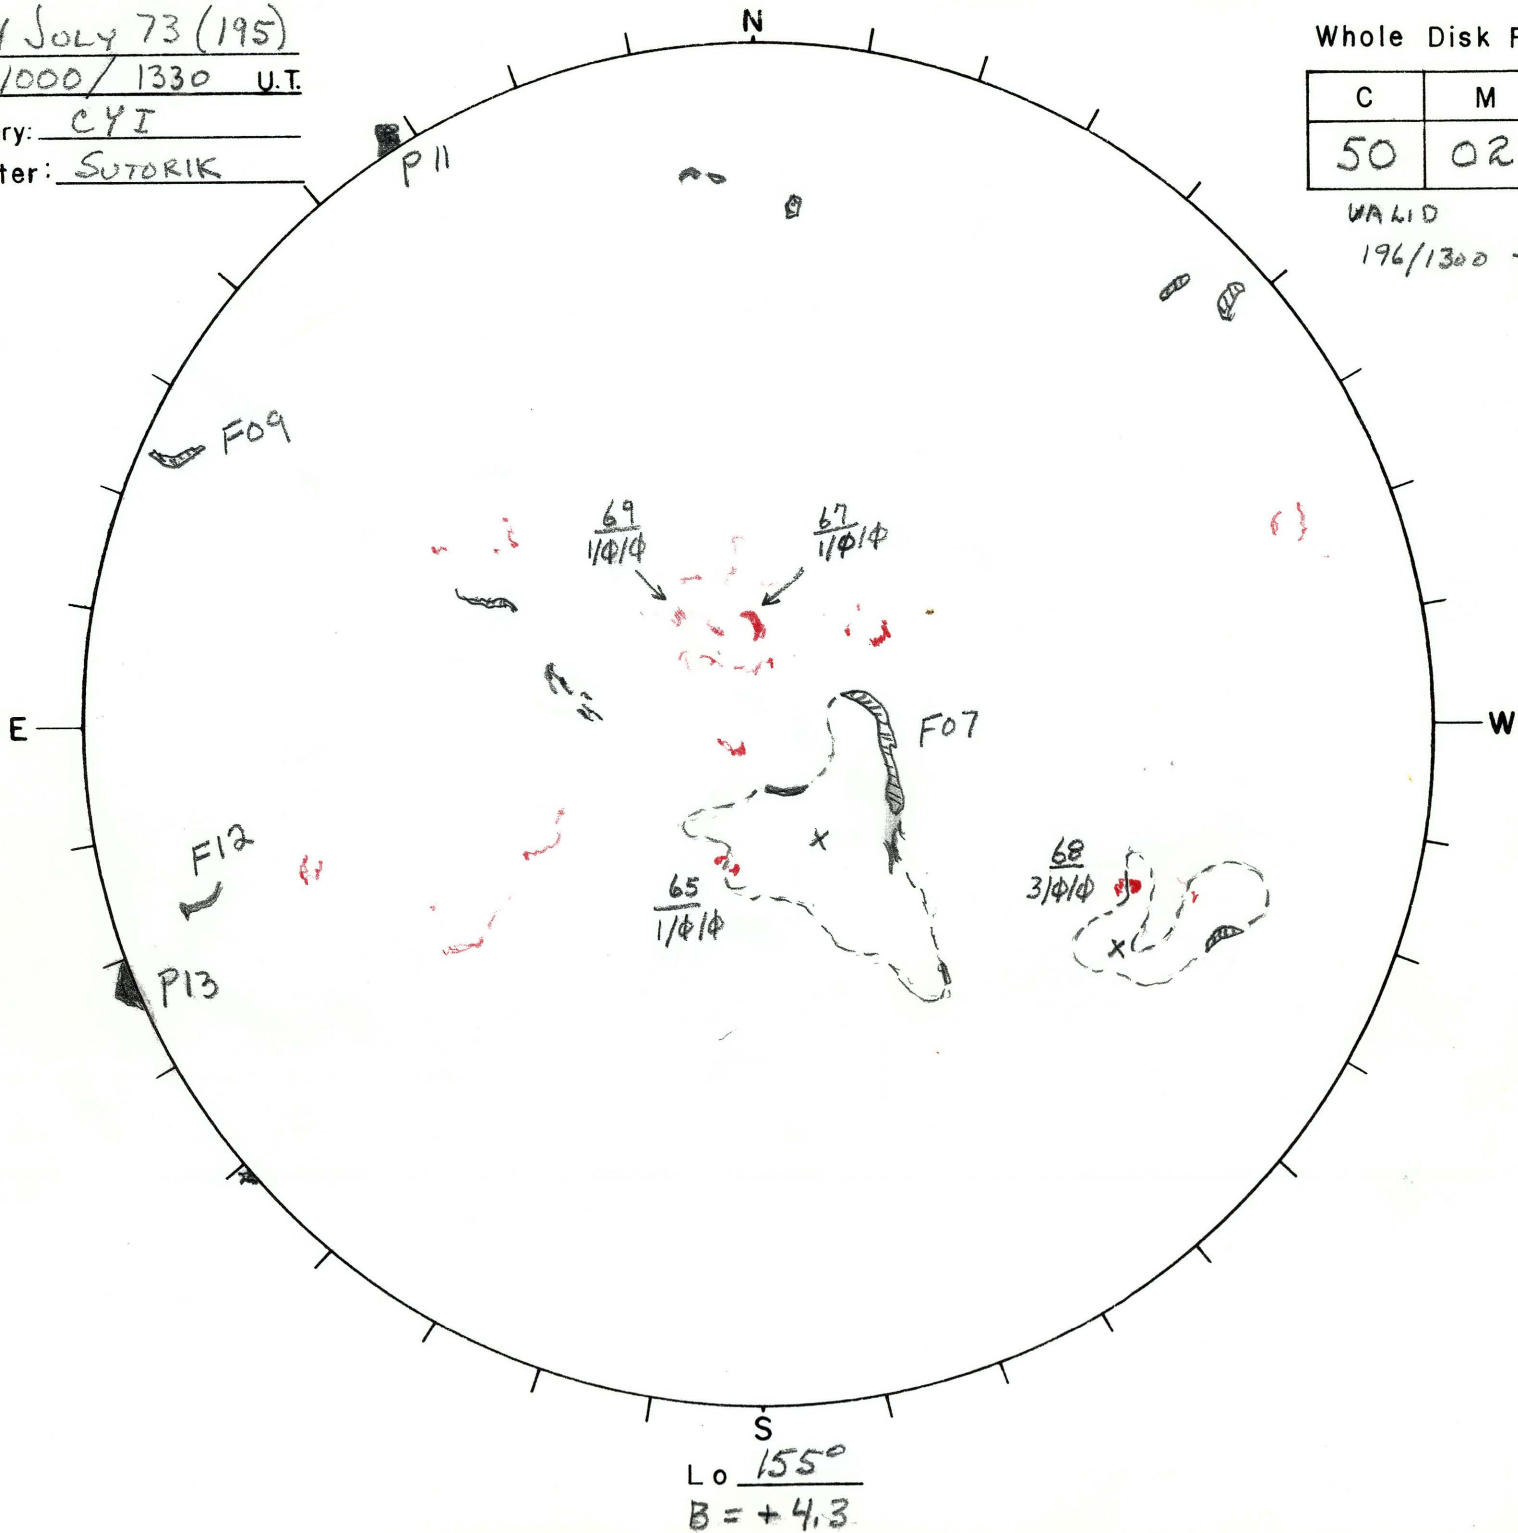 July 73 (195)
1000/ 1330 U.T.
ry: CYI
ter: SUTORIK
N
Whole Disk F
C M
50 02
VALID
196/1300 -
P11
F09
69
1/ϕ/ϕ
67
1/ϕ/ϕ
E
W
F07
F12
65
1/ϕ/ϕ
68
3/ϕ/ϕ
x
x
P13
S
Lo 155°
B = +4.3